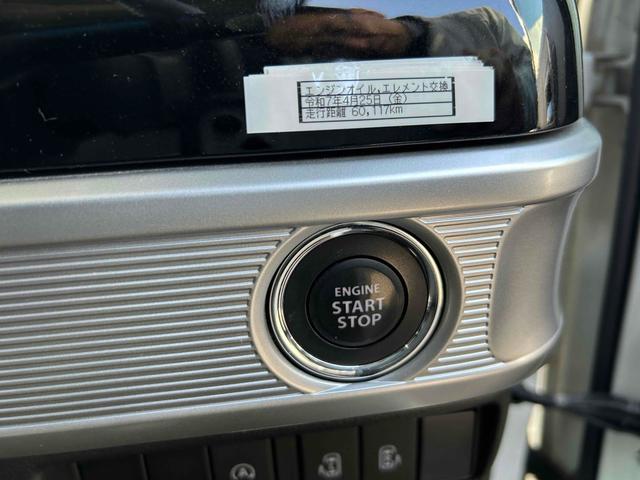 エンジンオイル,エレメント交換
令和7年4月25日（金）
走行距離 60,117km
ENGINE
START
STOP